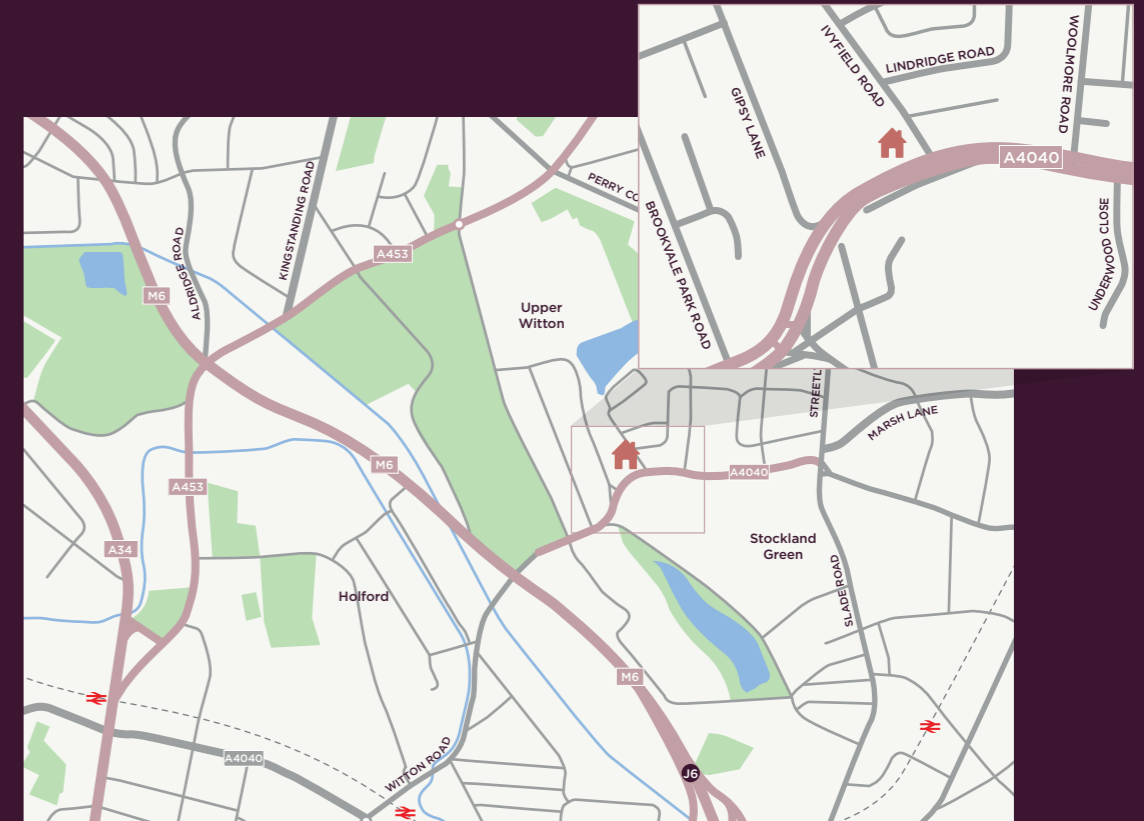 IVYFIELD ROAD
LINDRIDGE ROAD
WOOLMORE ROAD
GIPSY LANE
A4040
BROOKVALE PARK ROAD
UNDERWOOD CLOSE
KINGSTANDING ROAD
PERRY CO
ALDRIDGE ROAD
A453
M6
Upper
Witton
STREETL
MARSH LANE
M6
A4040
A453
A34
Stockland
Green
Holford
SLADE ROAD
M6
A4040
WITTON ROAD
J6